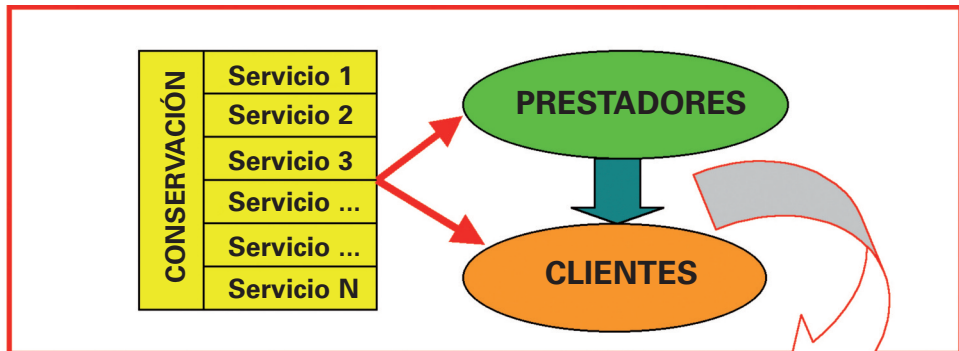 CONSERVACIÓN
Servicio 1
Servicio 2
Servicio 3
Servicio ...
Servicio ...
Servicio N
PRESTADORES
CLIENTES